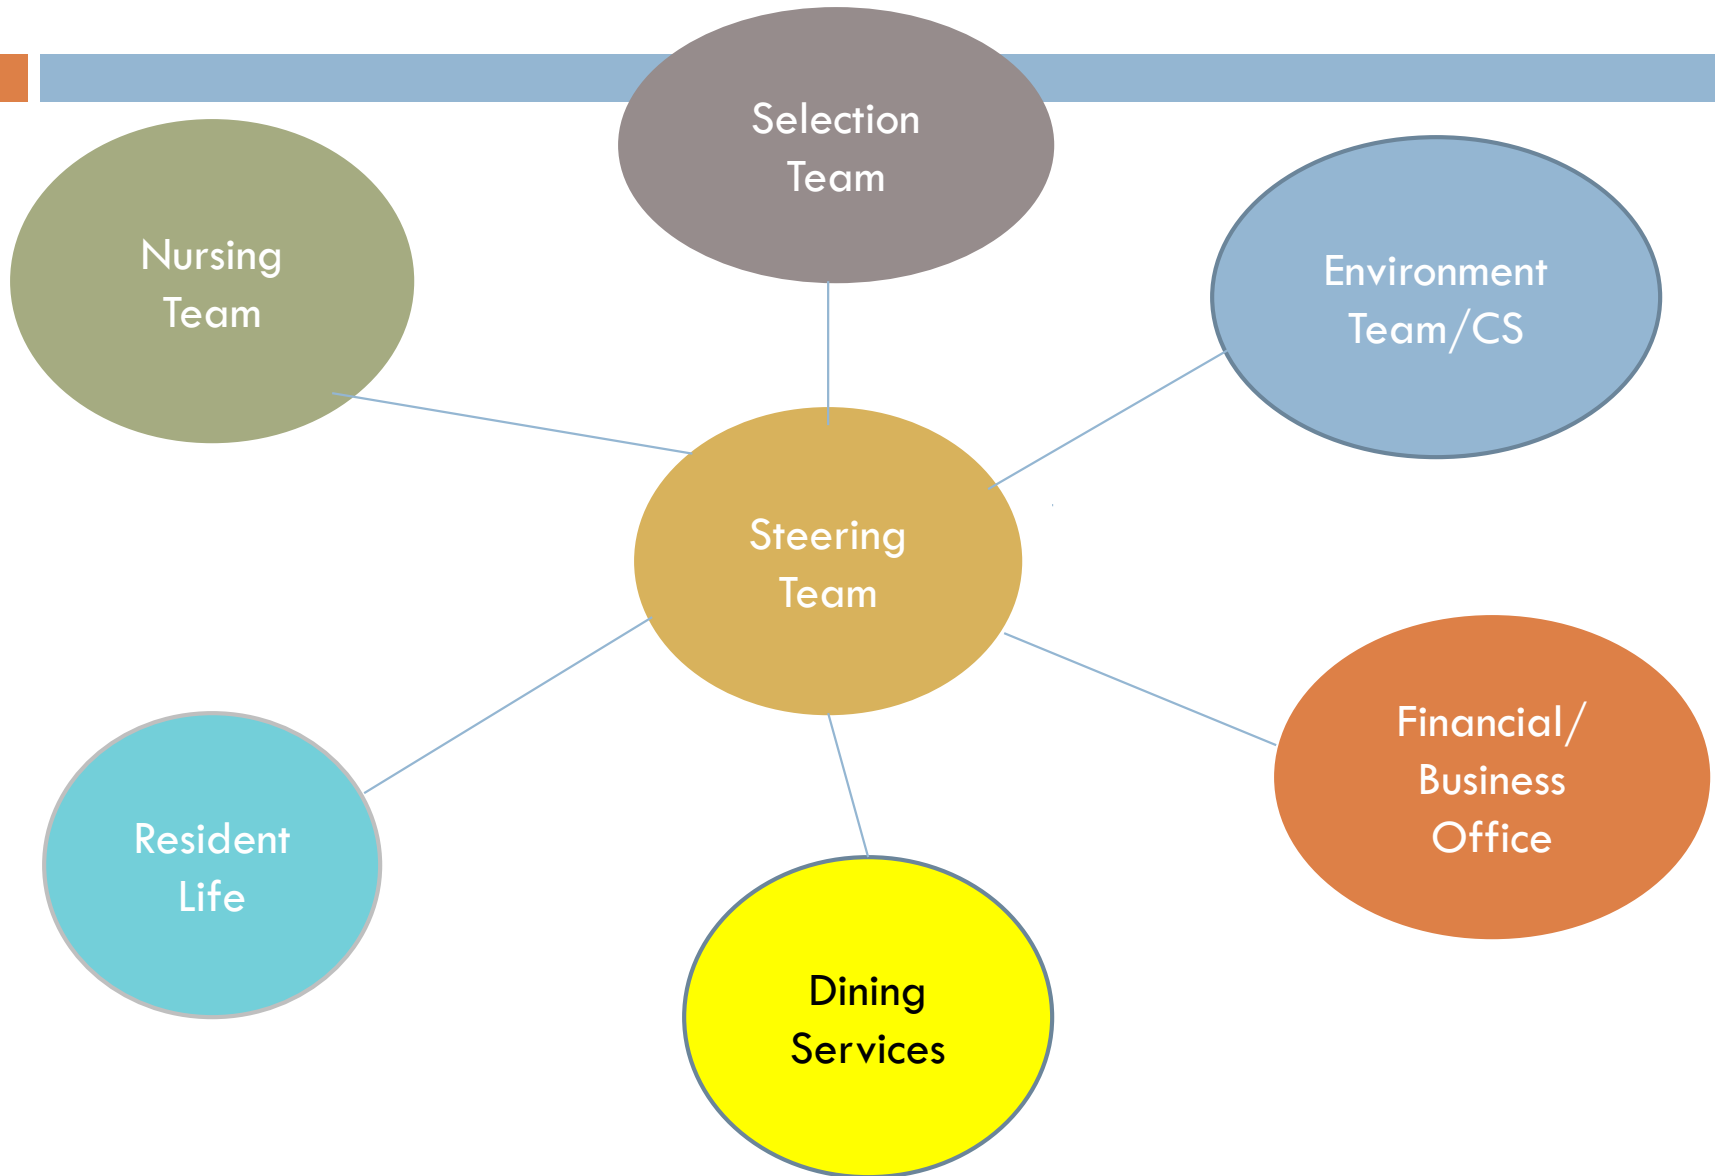 Selection
Team
Nursing
Team
Environment
Team/CS
Steering
Team
Financial/
Business
Office
Resident
Life
Dining
Services